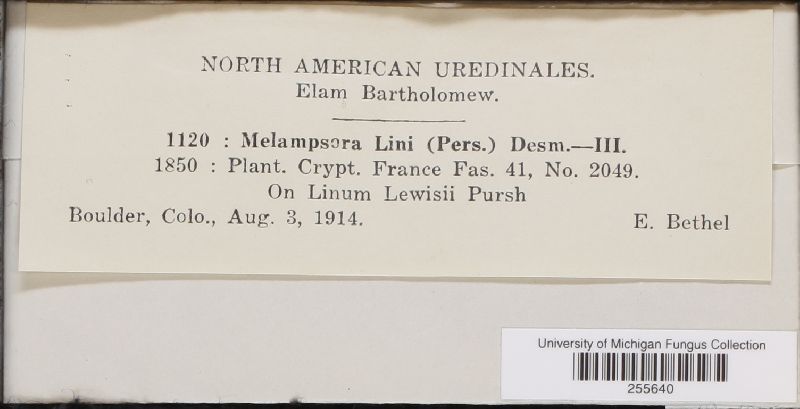 NORTH AMERICAN UREDINALES.
Elam Bartholomew.
1120 : Melampsora Lini (Pers.) Desm.—III.
1850 : Plant. Crypt. France Fas. 41, No. 2049.
On Linum Lewisii Pursh
Boulder, Colo., Aug. 3, 1914. E. Bethel
University of Michigan Fungus Collection
255640